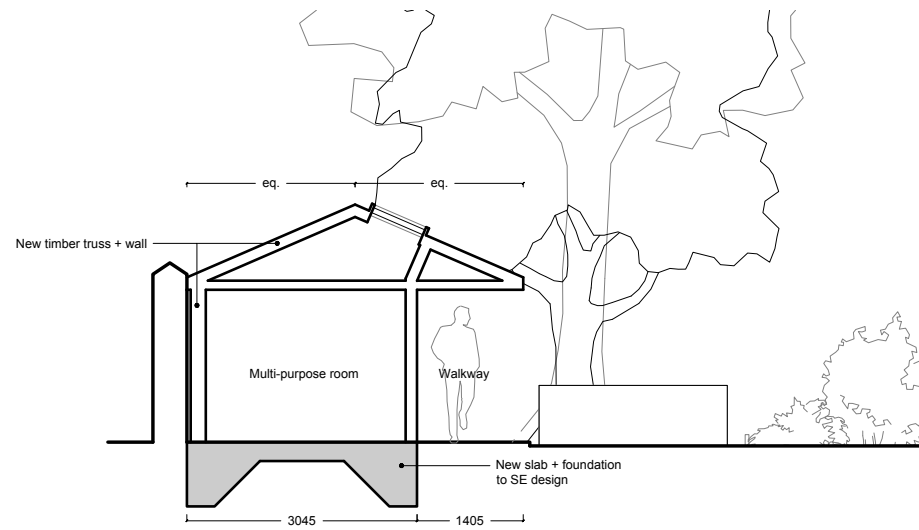 eq. eq.
New timber truss + wall
Multi-purpose room
Walkway
New slab + foundation
to SE design
3045 1405